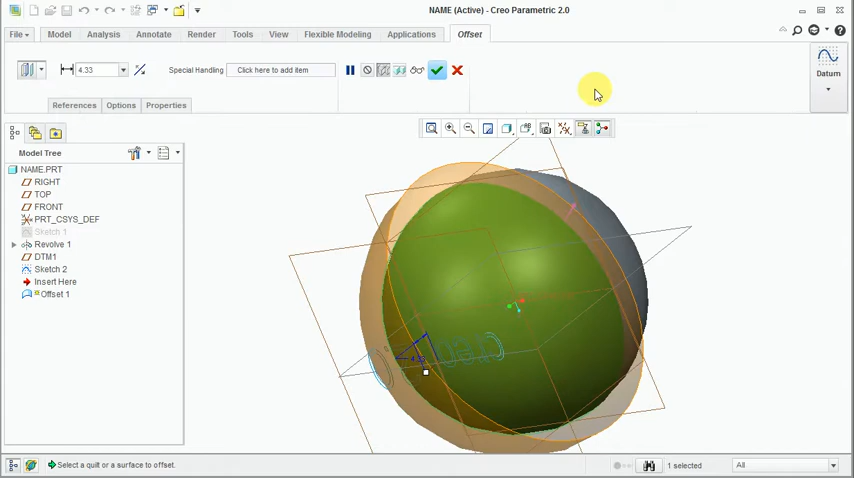 NAME (Active) - Creo Parametric 2.0
File Model Analysis Annotate Render Tools View Flexible Modeling Applications Offset
4.33 Special Handling Click here to add item Datum
References Options Properties
Model Tree
NAME.PRT
RIGHT
TOP
FRONT
PRT_CSYS_DEF
Sketch 1
Revolve 1
DTM1
Sketch 2
Insert Here
Offset 1
4.33
Select a quilt or a surface to offset. 1 selected All